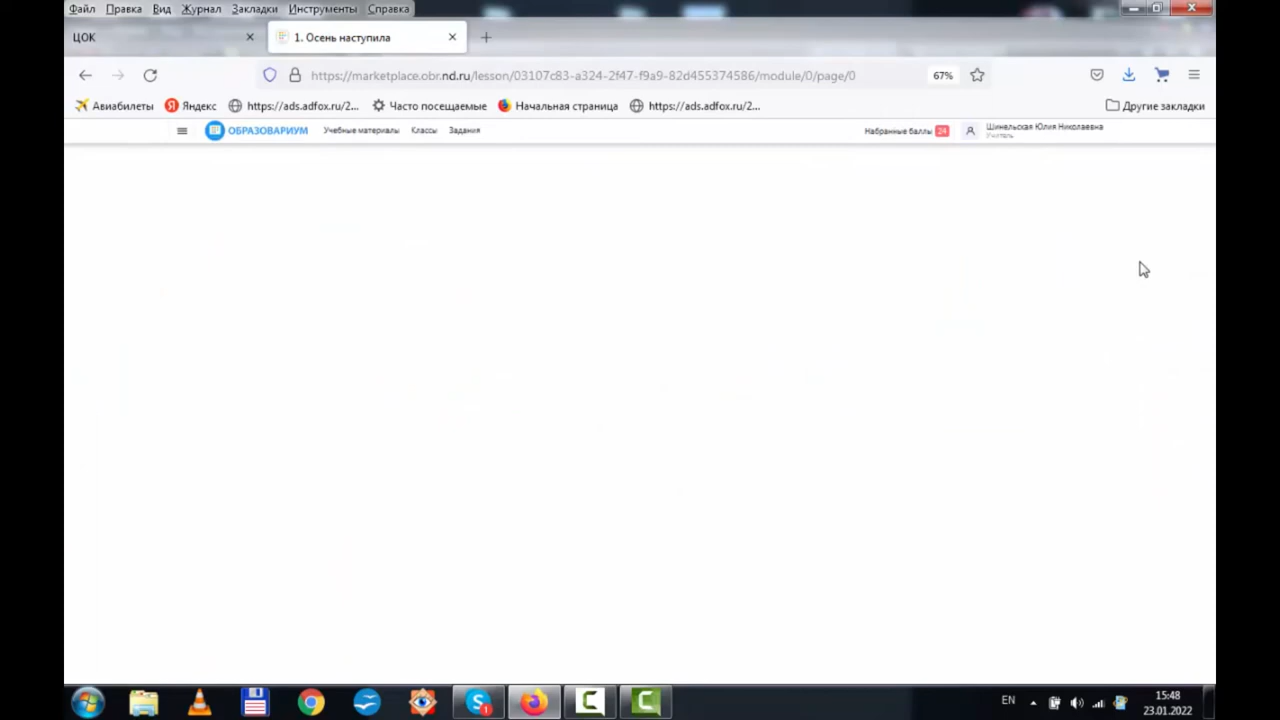 Файл Правка Вид Журнал Закладки Инструменты Справка
ЦОК
1. Осень наступила
https://marketplace.obr.nd.ru/lesson/03107c83-a324-2f47-f9a9-82d455374586/module/0/page/0
67%
Авиабилеты Яндекс https://ads.adfox.ru/2... Часто посещаемые Начальная страница https://ads.adfox.ru/2... Другие закладки
ОБРАЗОВАРИУМ Учебные материалы Классы Задания Набранные баллы 24 Шинельская Юлия Николаевна
Учитель
EN
15:48
23.01.2022